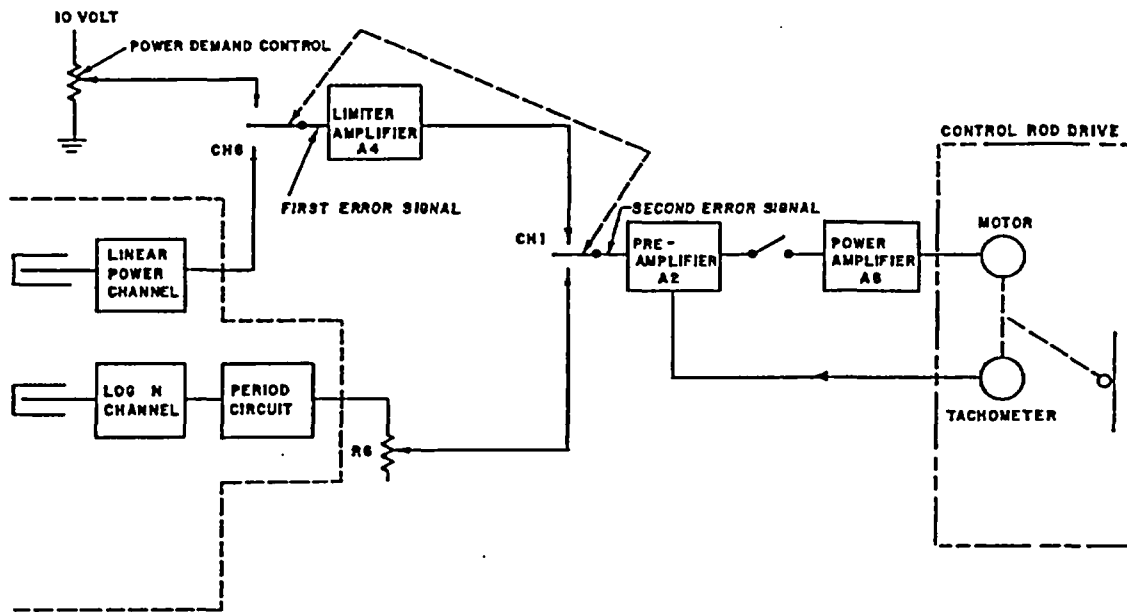 10 VOLT
POWER DEMAND CONTROL
LIMITER
AMPLIFIER
A4
CH6
FIRST ERROR SIGNAL
CONTROL ROD DRIVE
SECOND ERROR SIGNAL
CH1
PRE-
AMPLIFIER
A2
POWER
AMPLIFIER
A6
MOTOR
LINEAR
POWER
CHANNEL
LOG N
CHANNEL
PERIOD
CIRCUIT
R6
TACHOMETER